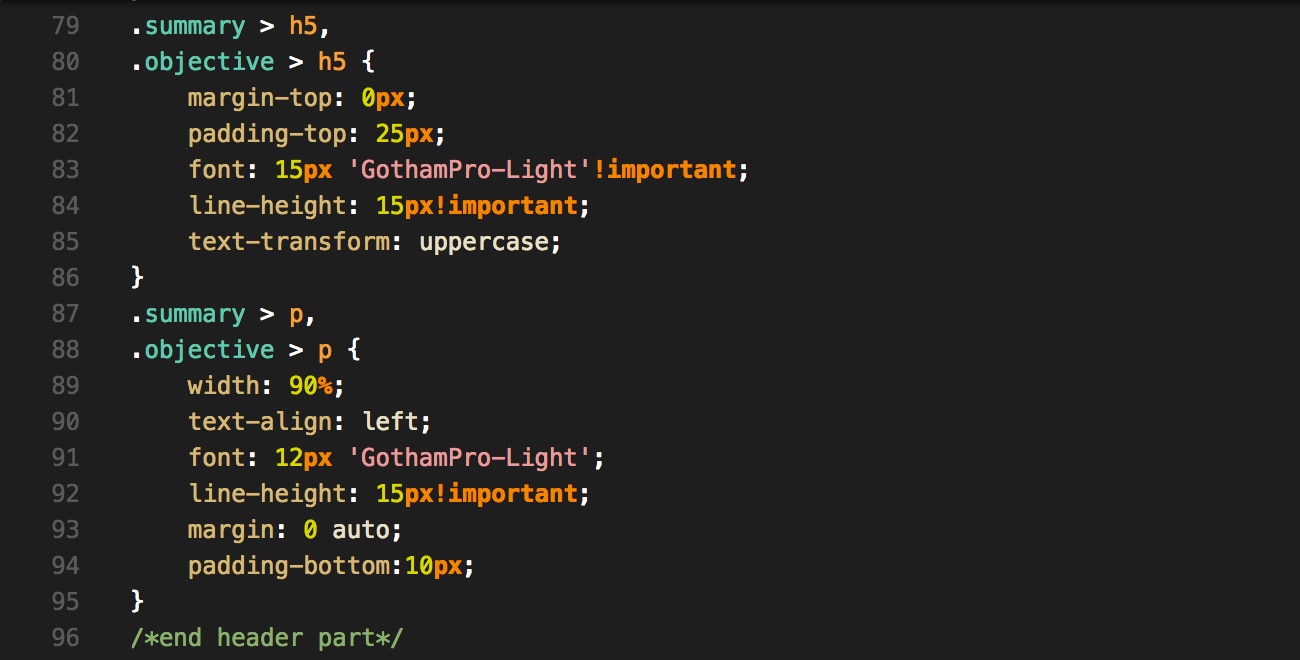 79 .summary > h5,
80 .objective > h5 {
81 margin-top: 0px;
82 padding-top: 25px;
83 font: 15px 'GothamPro-Light'!important;
84 line-height: 15px!important;
85 text-transform: uppercase;
86 }
87 .summary > p,
88 .objective > p {
89 width: 90%;
90 text-align: left;
91 font: 12px 'GothamPro-Light';
92 line-height: 15px!important;
93 margin: 0 auto;
94 padding-bottom:10px;
95 }
96 /*end header part*/